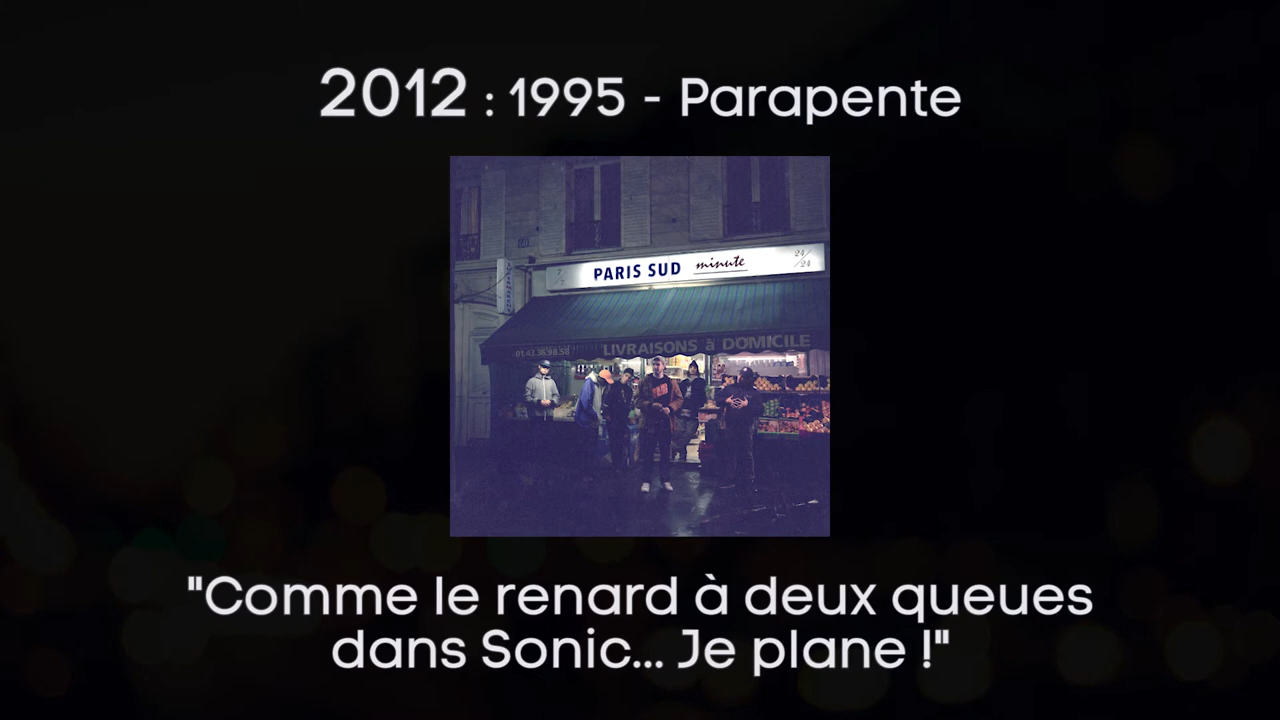 2012 : 1995 - Parapente
PARIS SUD minute 24/24
LIVRAISONS à DOMICILE
"Comme le renard à deux queues
dans Sonic... Je plane !"